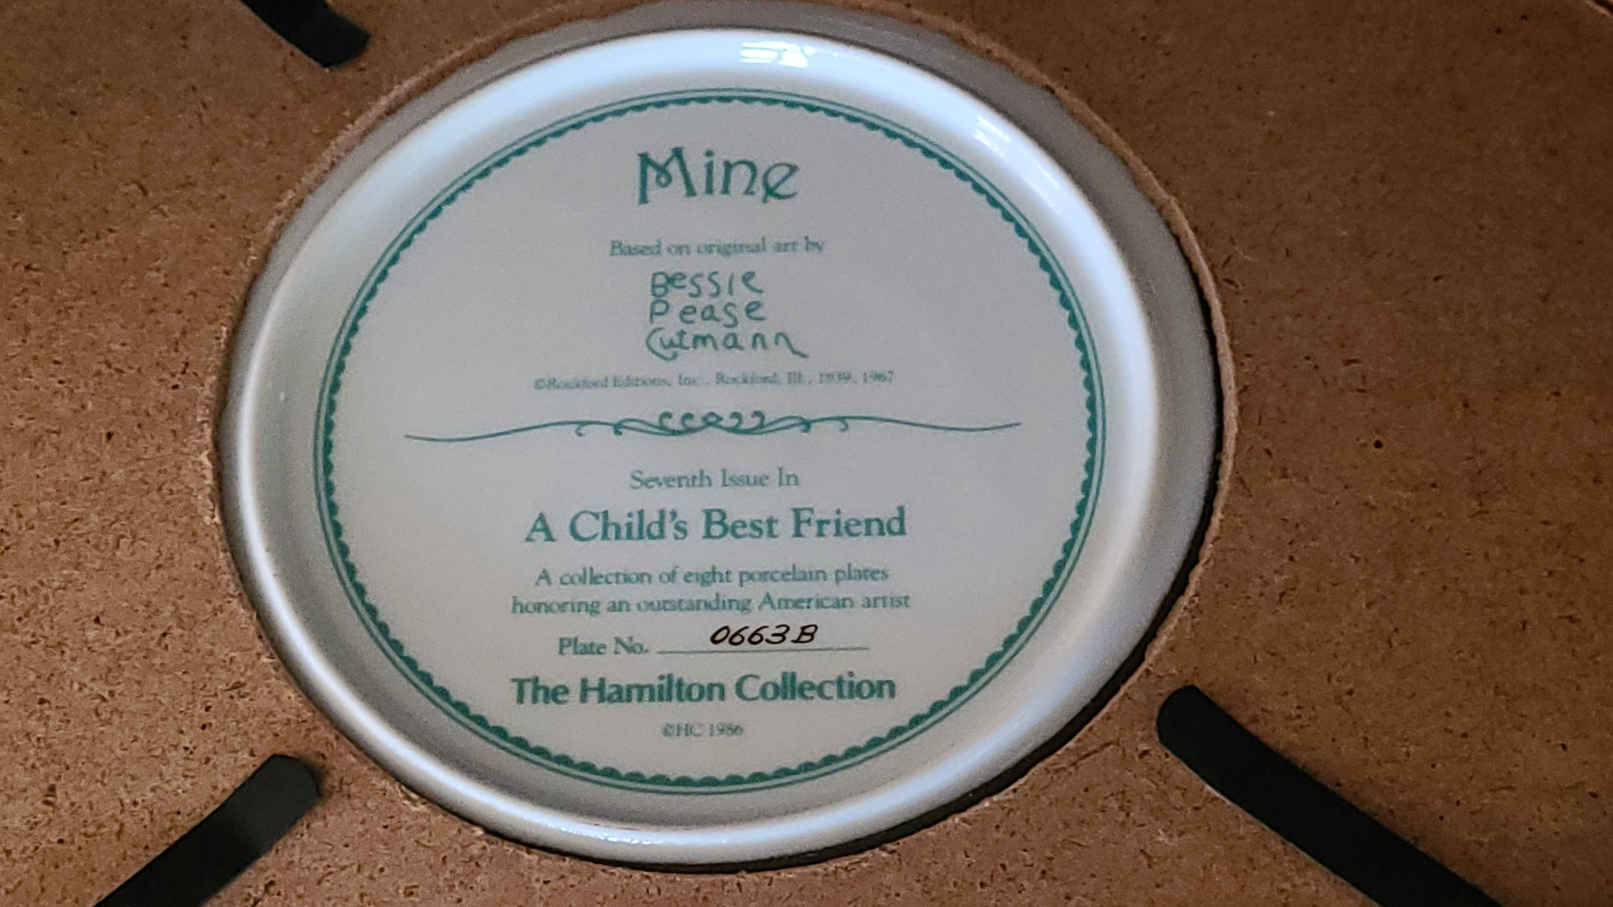 Mine
Based on original art by
Bessie
Pease
Gutmann
©Rockford Editions, Inc., Rockford, Ill., 1939, 1967
Seventh Issue In
A Child's Best Friend
A collection of eight porcelain plates
honoring an outstanding American artist
Plate No. 0663B
The Hamilton Collection
©HC 1986